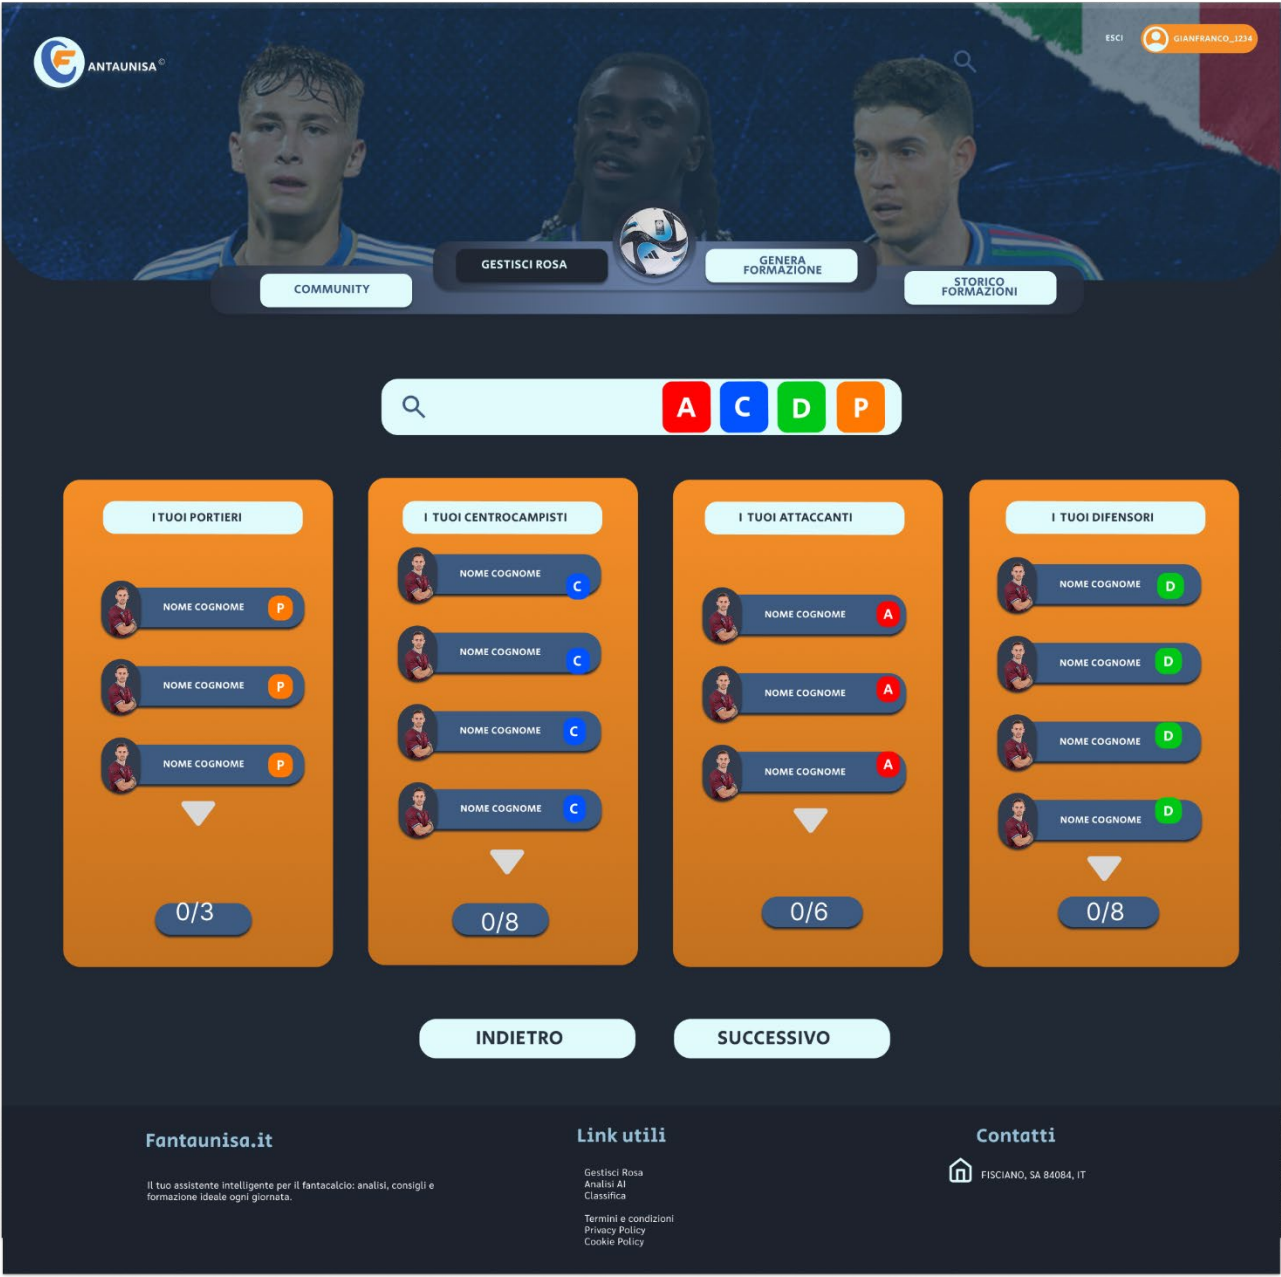 ANTAUNISA©
ESCI
GIANFRANCO_1234
COMMUNITY
GESTISCI ROSA
GENERA
FORMAZIONE
STORICO
FORMAZIONI
A C D P
I TUOI PORTIERI
NOME COGNOME P
NOME COGNOME P
NOME COGNOME P
0/3
I TUOI CENTROCAMPISTI
NOME COGNOME C
NOME COGNOME C
NOME COGNOME C
NOME COGNOME C
0/8
I TUOI ATTACCANTI
NOME COGNOME A
NOME COGNOME A
NOME COGNOME A
0/6
I TUOI DIFENSORI
NOME COGNOME D
NOME COGNOME D
NOME COGNOME D
NOME COGNOME D
0/8
INDIETRO
SUCCESSIVO
Fantaunisa.it
Il tuo assistente intelligente per il fantacalcio: analisi, consigli e
formazione ideale ogni giornata.
Link utili
Gestisci Rosa
Analisi AI
Classifica
Termini e condizioni
Privacy Policy
Cookie Policy
Contatti
FISCIANO, SA 84084, IT